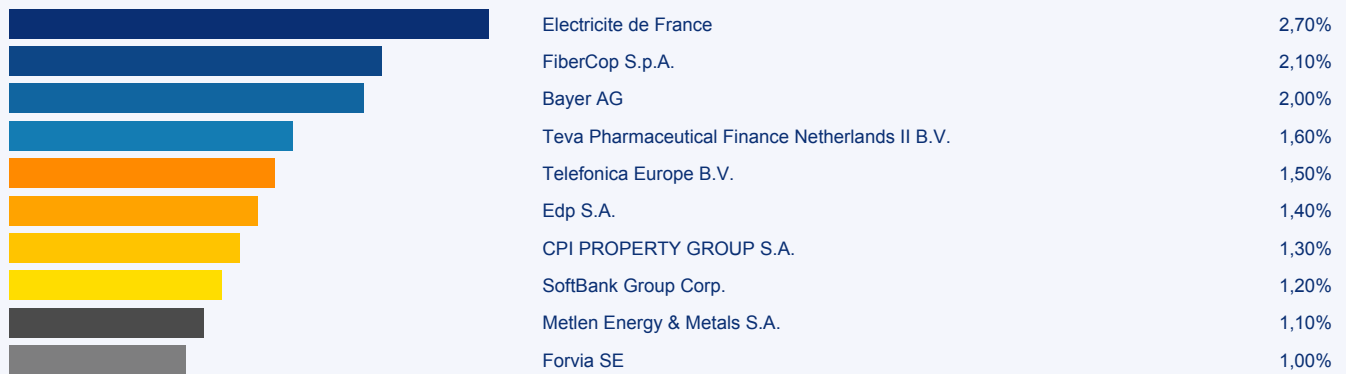 Electricite de France 2,70%
FiberCop S.p.A. 2,10%
Bayer AG 2,00%
Teva Pharmaceutical Finance Netherlands II B.V. 1,60%
Telefonica Europe B.V. 1,50%
Edp S.A. 1,40%
CPI PROPERTY GROUP S.A. 1,30%
SoftBank Group Corp. 1,20%
Metlen Energy & Metals S.A. 1,10%
Forvia SE 1,00%